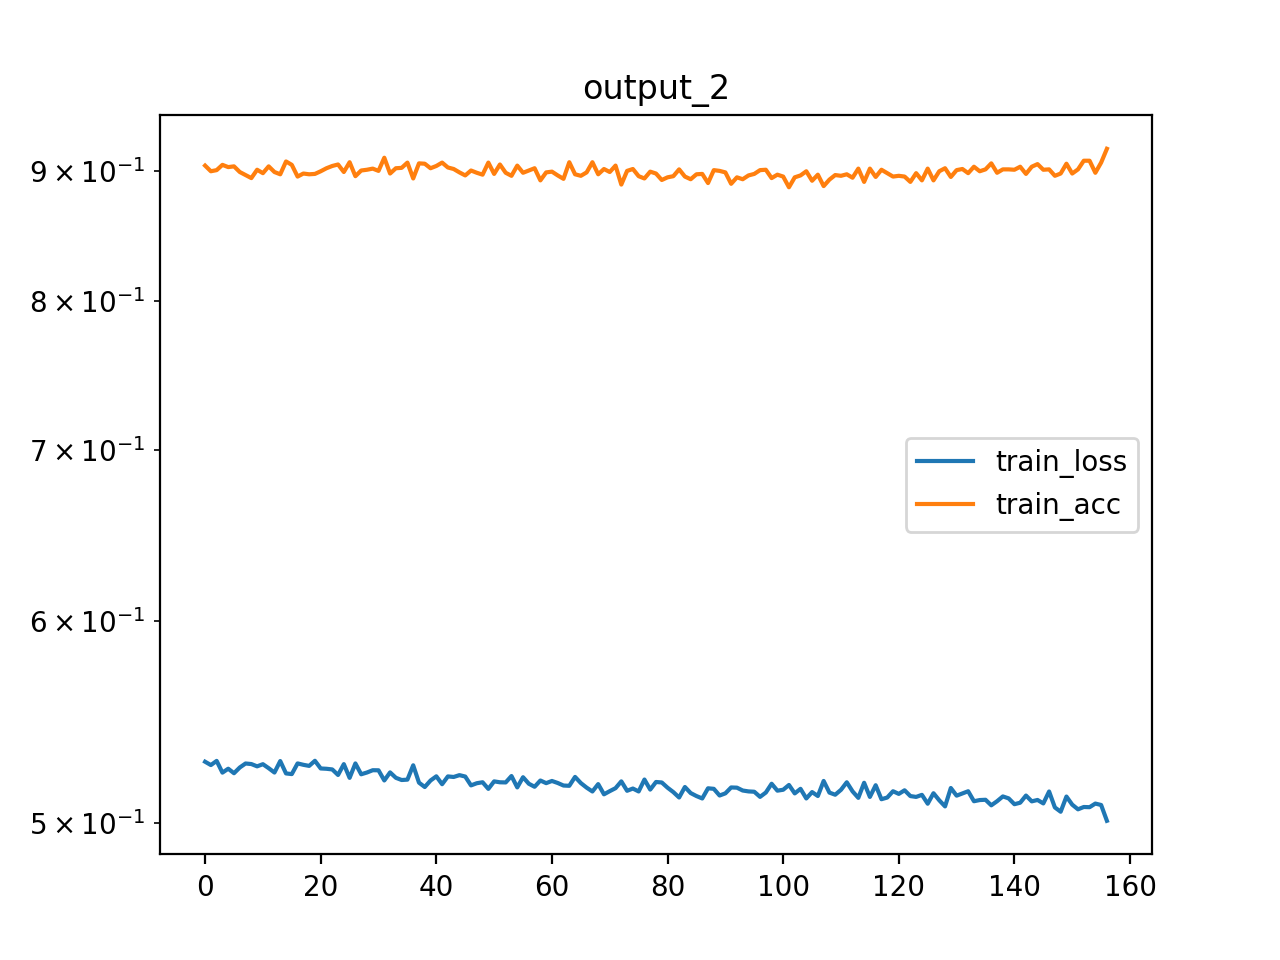 output_2
9 × 10⁻¹
8 × 10⁻¹
7 × 10⁻¹
6 × 10⁻¹
5 × 10⁻¹
train_loss
train_acc
0 20 40 60 80 100 120 140 160